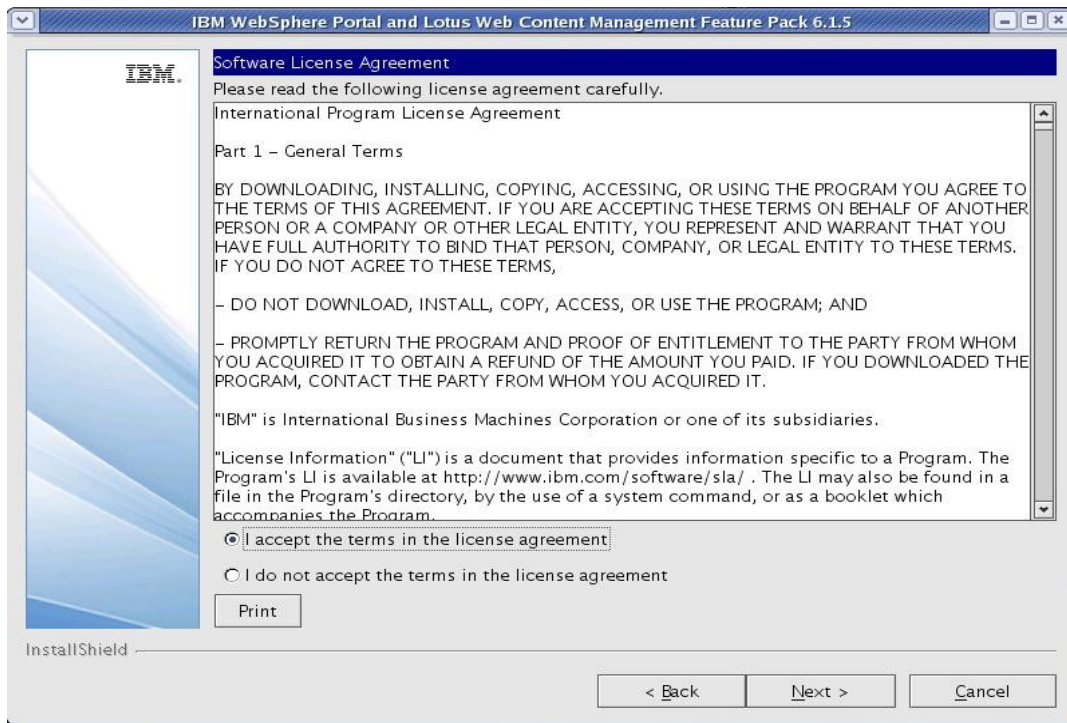 IBM WebSphere Portal and Lotus Web Content Management Feature Pack 6.1.5
IBM.
Software License Agreement
Please read the following license agreement carefully.
International Program License Agreement
Part 1 – General Terms
BY DOWNLOADING, INSTALLING, COPYING, ACCESSING, OR USING THE PROGRAM YOU AGREE TO
THE TERMS OF THIS AGREEMENT. IF YOU ARE ACCEPTING THESE TERMS ON BEHALF OF ANOTHER
PERSON OR A COMPANY OR OTHER LEGAL ENTITY, YOU REPRESENT AND WARRANT THAT YOU
HAVE FULL AUTHORITY TO BIND THAT PERSON, COMPANY, OR LEGAL ENTITY TO THESE TERMS.
IF YOU DO NOT AGREE TO THESE TERMS,
– DO NOT DOWNLOAD, INSTALL, COPY, ACCESS, OR USE THE PROGRAM; AND
– PROMPTLY RETURN THE PROGRAM AND PROOF OF ENTITLEMENT TO THE PARTY FROM WHOM
YOU ACQUIRED IT TO OBTAIN A REFUND OF THE AMOUNT YOU PAID. IF YOU DOWNLOADED THE
PROGRAM, CONTACT THE PARTY FROM WHOM YOU ACQUIRED IT.
"IBM" is International Business Machines Corporation or one of its subsidiaries.
"License Information" ("LI") is a document that provides information specific to a Program. The
Program's LI is available at http://www.ibm.com/software/sla/ . The LI may also be found in a
file in the Program's directory, by the use of a system command, or as a booklet which
accompanies the Program.
I accept the terms in the license agreement
I do not accept the terms in the license agreement
Print
InstallShield
< Back
Next >
Cancel